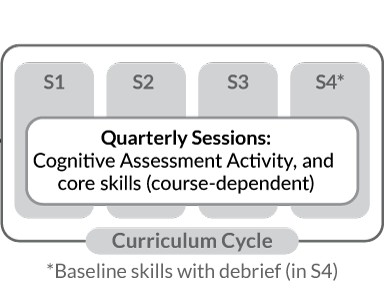 S1 S2 S3 S4*
Quarterly Sessions:
Cognitive Assessment Activity, and
core skills (course-dependent)
Curriculum Cycle
*Baseline skills with debrief (in S4)